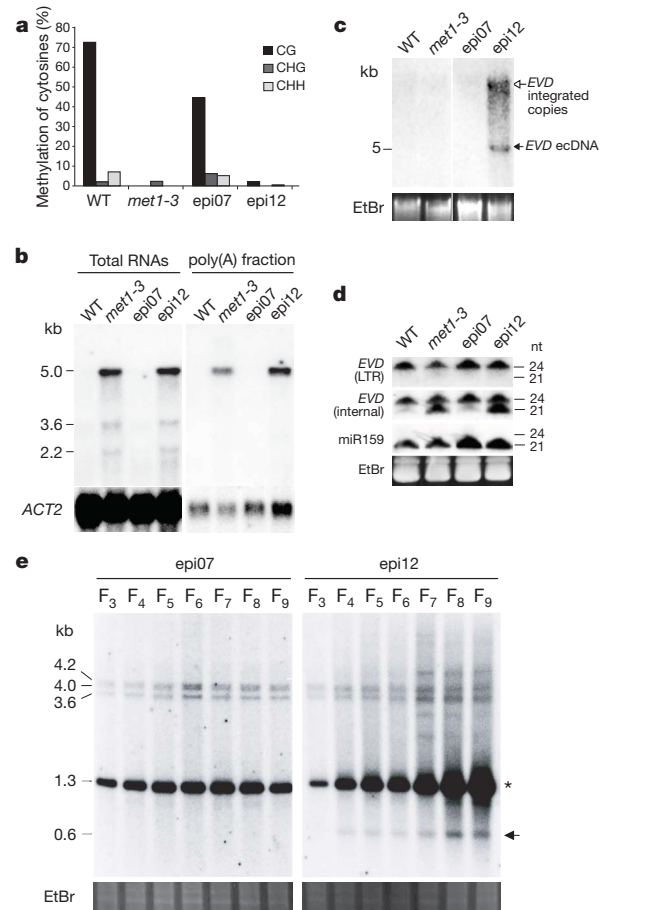 a
Methylation of cytosines (%)
80
70
60
50
40
30
20
10
0
CG
CHG
CHH
WT met1-3 epi07 epi12
b
Total RNAs poly(A) fraction
WT met1-3 epi07 epi12 WT met1-3 epi07 epi12
kb
5.0
3.6
2.2
ACT2
c
WT met1-3 epi07 epi12
kb
EVD
integrated
copies
5
EVD ecDNA
EtBr
d
WT met1-3 epi07 epi12
nt
EVD
(LTR)
24
21
EVD
(internal)
24
21
miR159
24
21
EtBr
e
epi07 epi12
F3 F4 F5 F6 F7 F8 F9 F3 F4 F5 F6 F7 F8 F9
kb
4.2
4.0
3.6
1.3 *
0.6
EtBr